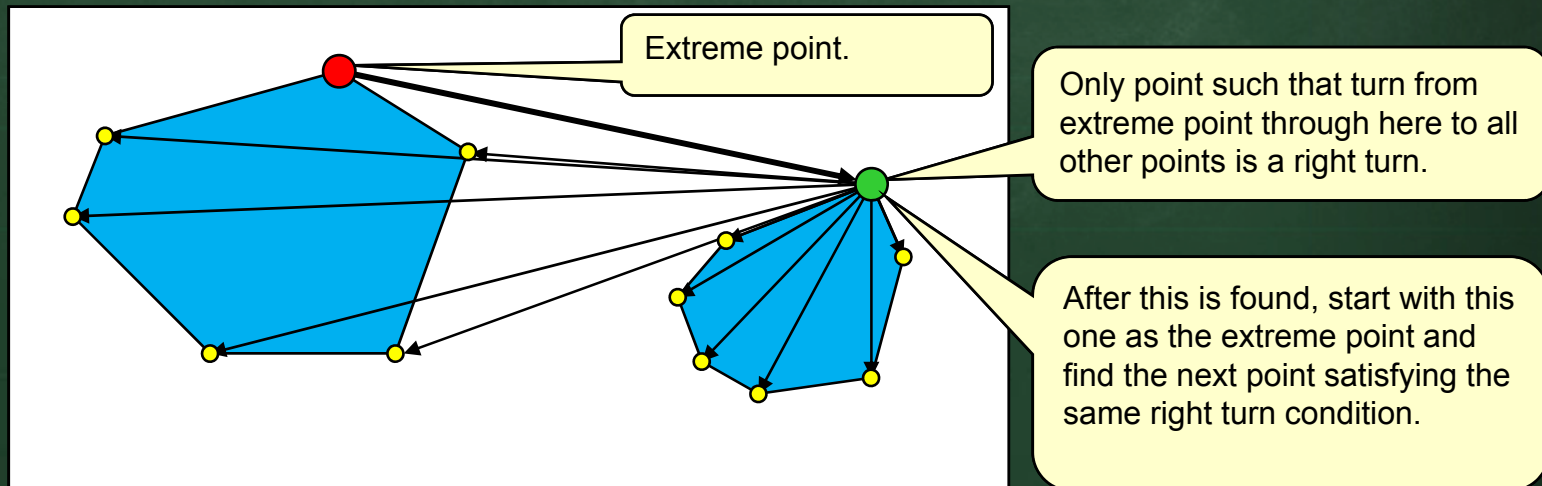 Extreme point.
Only point such that turn from
extreme point through here to all
other points is a right turn.
After this is found, start with this
one as the extreme point and
find the next point satisfying the
same right turn condition.